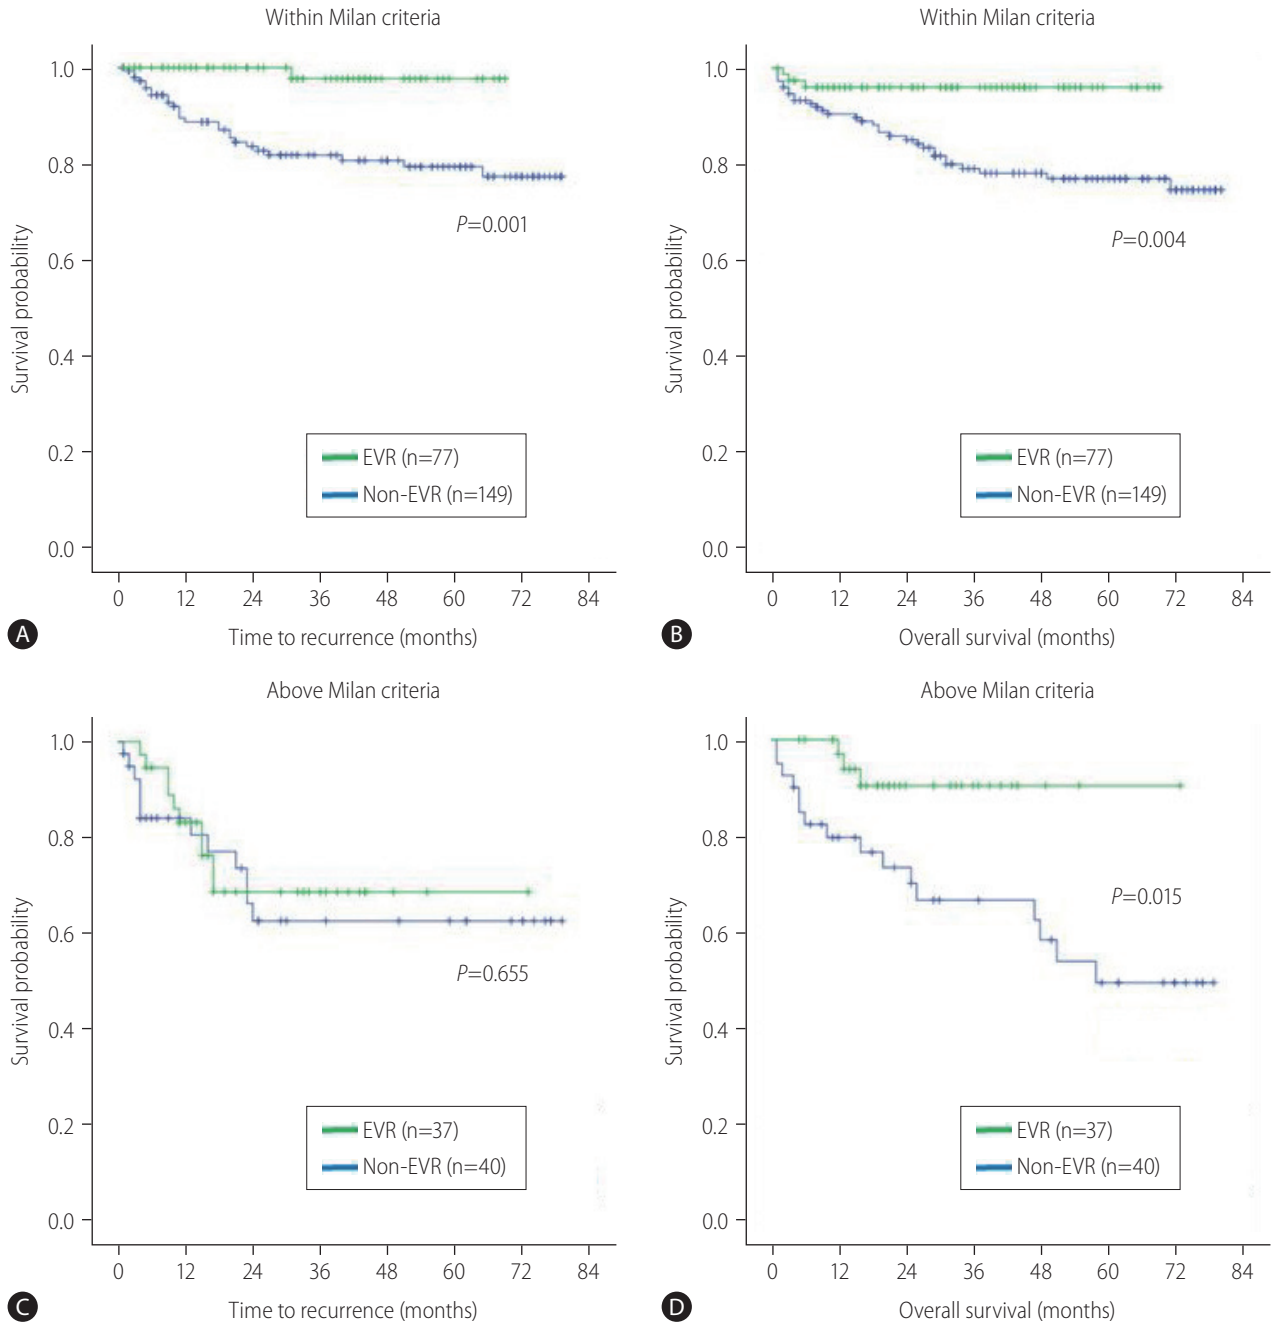 Within Milan criteria
1.0
0.8
0.6
0.4
0.2
0.0
Survival probability
P=0.001
EVR (n=77)
Non-EVR (n=149)
0 12 24 36 48 60 72 84
A
Time to recurrence (months)
Within Milan criteria
1.0
0.8
0.6
0.4
0.2
0.0
Survival probability
P=0.004
EVR (n=77)
Non-EVR (n=149)
0 12 24 36 48 60 72 84
B
Overall survival (months)
Above Milan criteria
1.0
0.8
0.6
0.4
0.2
0.0
Survival probability
P=0.655
EVR (n=37)
Non-EVR (n=40)
0 12 24 36 48 60 72 84
C
Time to recurrence (months)
Above Milan criteria
1.0
0.8
0.6
0.4
0.2
0.0
Survival probability
P=0.015
EVR (n=37)
Non-EVR (n=40)
0 12 24 36 48 60 72 84
D
Overall survival (months)